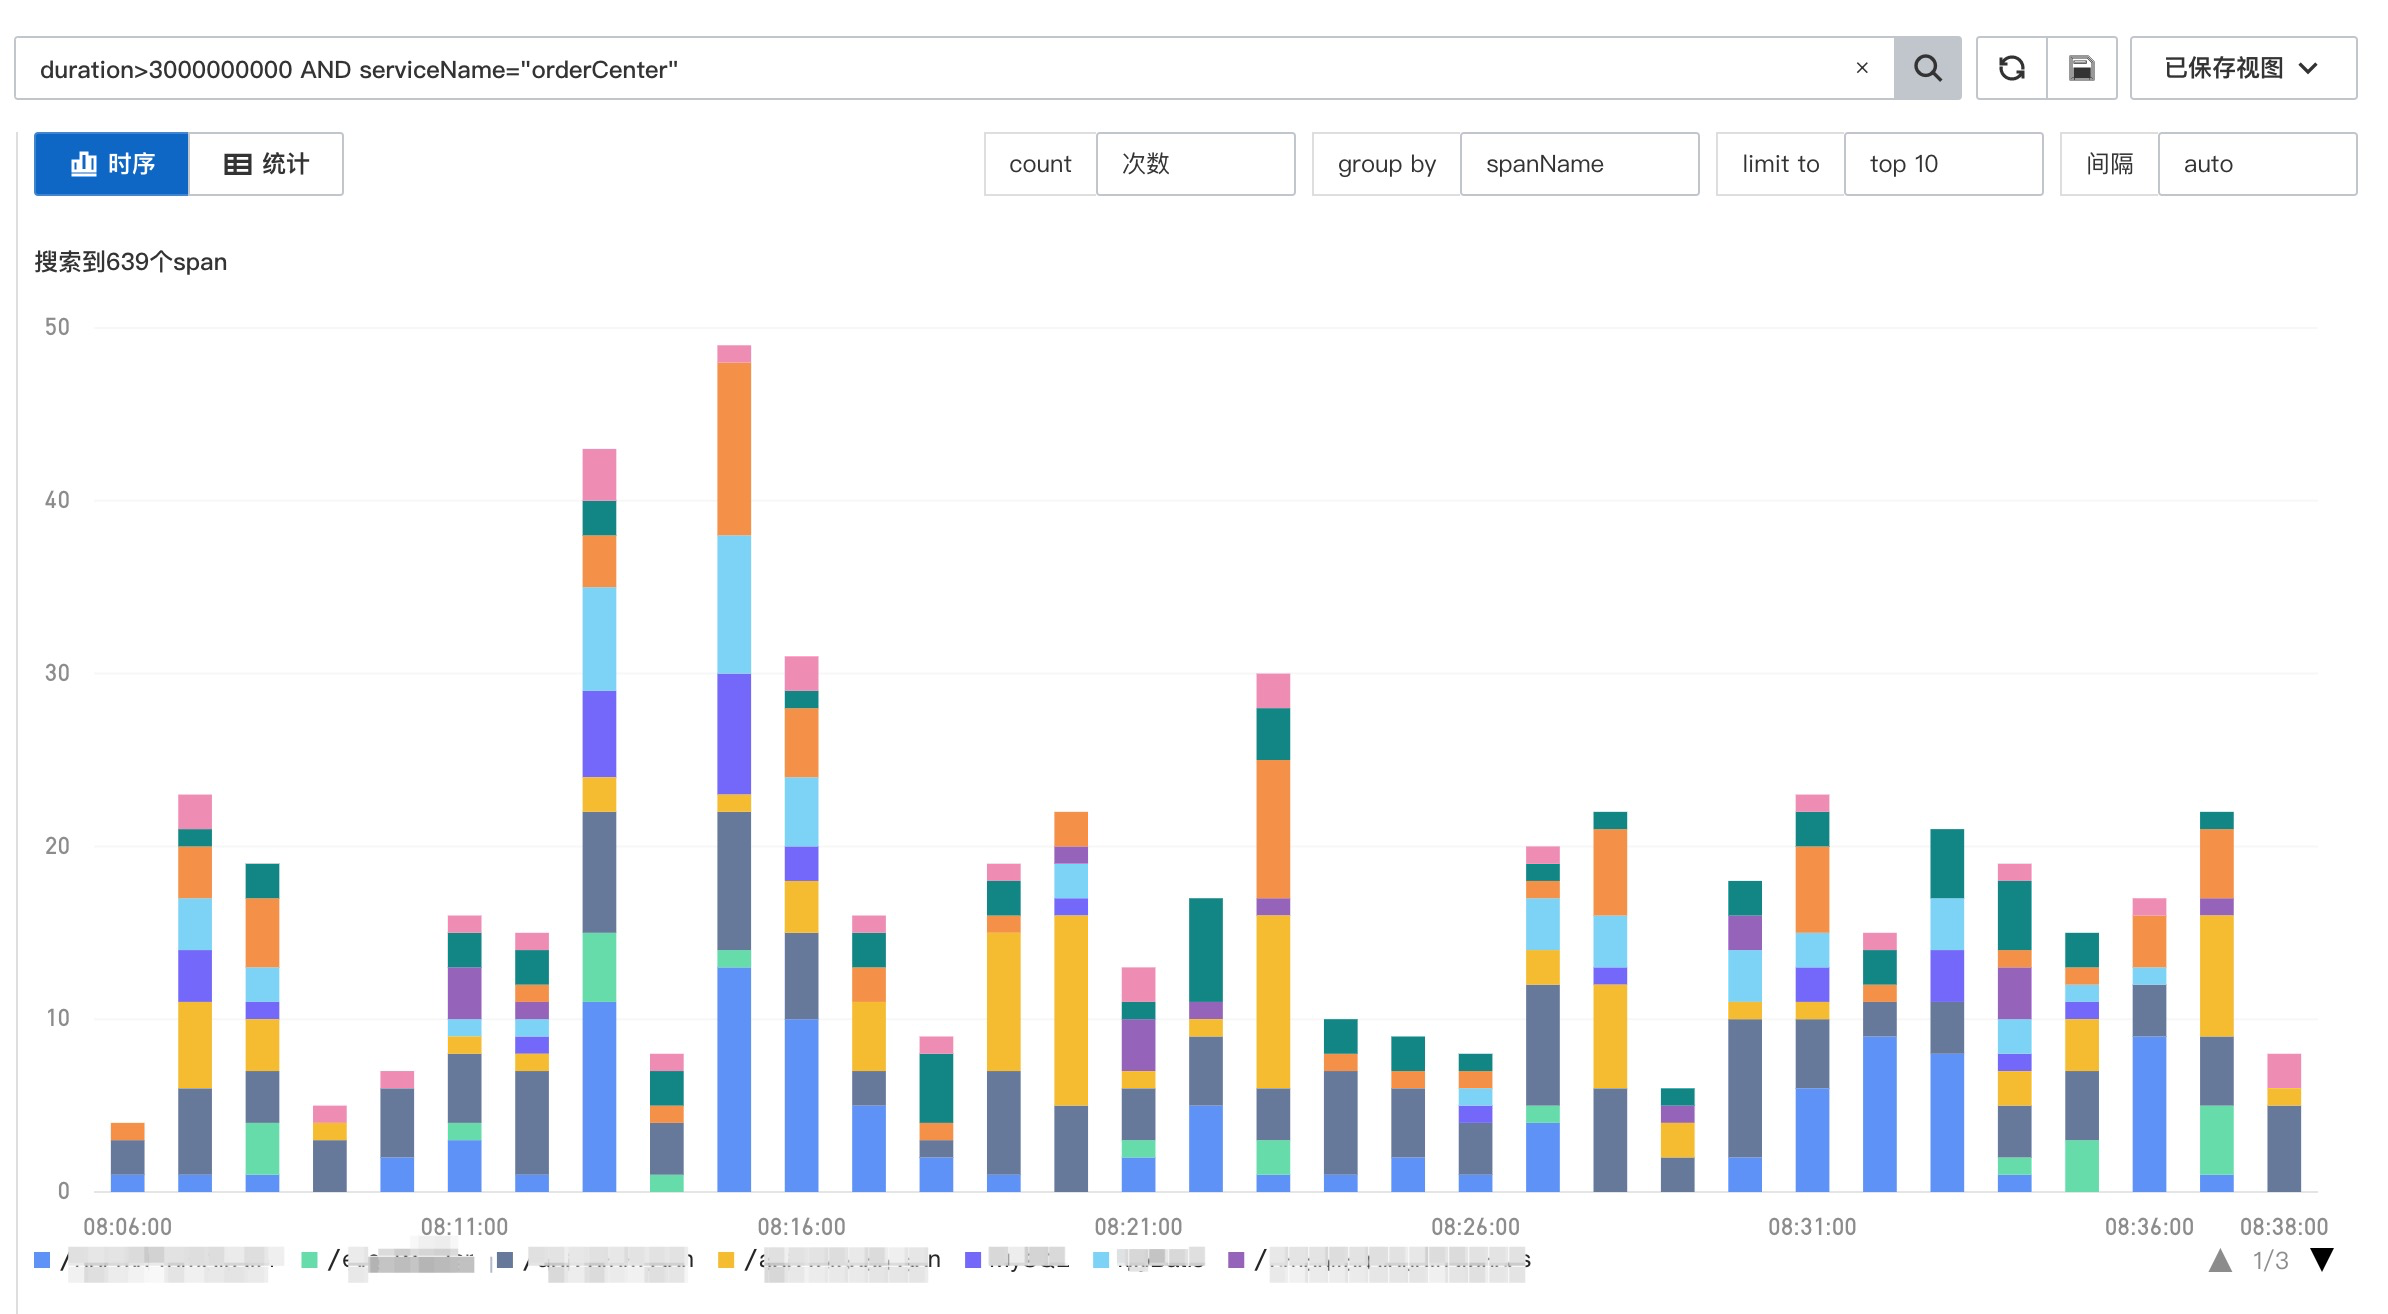 duration>3000000000 AND serviceName="orderCenter"
×
已保存视图
时序
统计
count 次数
group by spanName
limit to top 10
间隔 auto
搜索到639个span
50
40
30
20
10
0
08:06:00 08:11:00 08:16:00 08:21:00 08:26:00 08:31:00 08:36:00 08:38:00
1/3